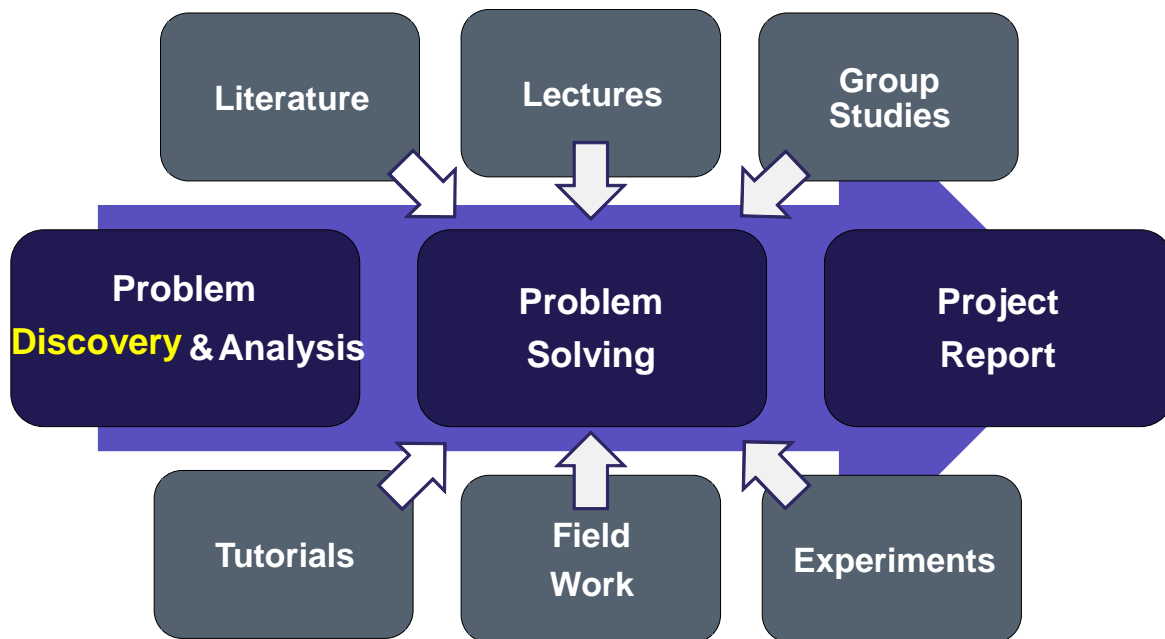 Literature
Lectures
Group
Studies
Problem
Discovery & Analysis
Problem
Solving
Project
Report
Tutorials
Field
Work
Experiments